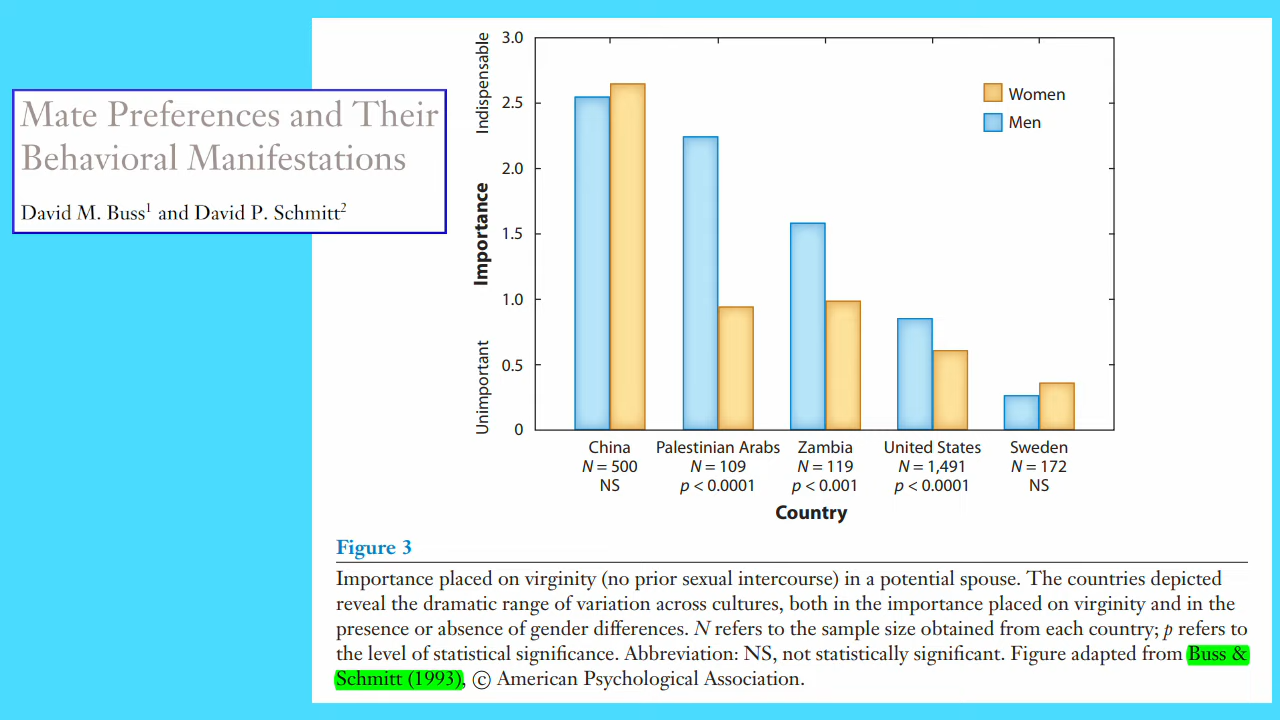 Mate Preferences and Their
Behavioral Manifestations
David M. Buss¹ and David P. Schmitt²
3.0
2.5
2.0
1.5
1.0
0.5
0
Indispensable
Importance
Unimportant
Women
Men
China
N = 500
NS
Palestinian Arabs
N = 109
p < 0.0001
Zambia
N = 119
p < 0.001
United States
N = 1,491
p < 0.0001
Sweden
N = 172
NS
Country
Figure 3
Importance placed on virginity (no prior sexual intercourse) in a potential spouse. The countries depicted
reveal the dramatic range of variation across cultures, both in the importance placed on virginity and in the
presence or absence of gender differences. N refers to the sample size obtained from each country; p refers to
the level of statistical significance. Abbreviation: NS, not statistically significant. Figure adapted from Buss &
Schmitt (1993), © American Psychological Association.